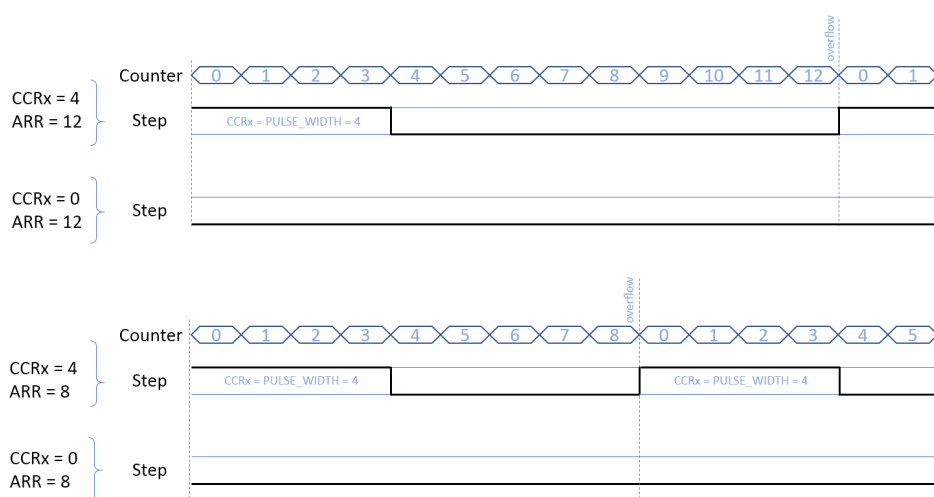 overflow
Counter 0 1 2 3 4 5 6 7 8 9 10 11 12 0 1
CCRx = 4
ARR = 12
Step
CCRx = PULSE_WIDTH = 4
CCRx = 0
ARR = 12
Step
overflow
Counter 0 1 2 3 4 5 6 7 8 0 1 2 3 4 5
CCRx = 4
ARR = 8
Step
CCRx = PULSE_WIDTH = 4
CCRx = PULSE_WIDTH = 4
CCRx = 0
ARR = 8
Step